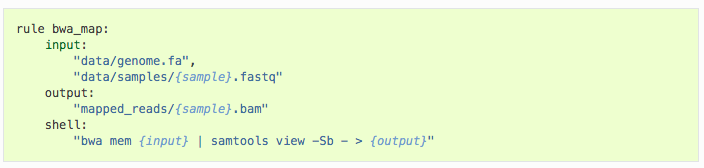 rule bwa_map:
    input:
        "data/genome.fa",
        "data/samples/{sample}.fastq"
    output:
        "mapped_reads/{sample}.bam"
    shell:
        "bwa mem {input} | samtools view -Sb - > {output}"